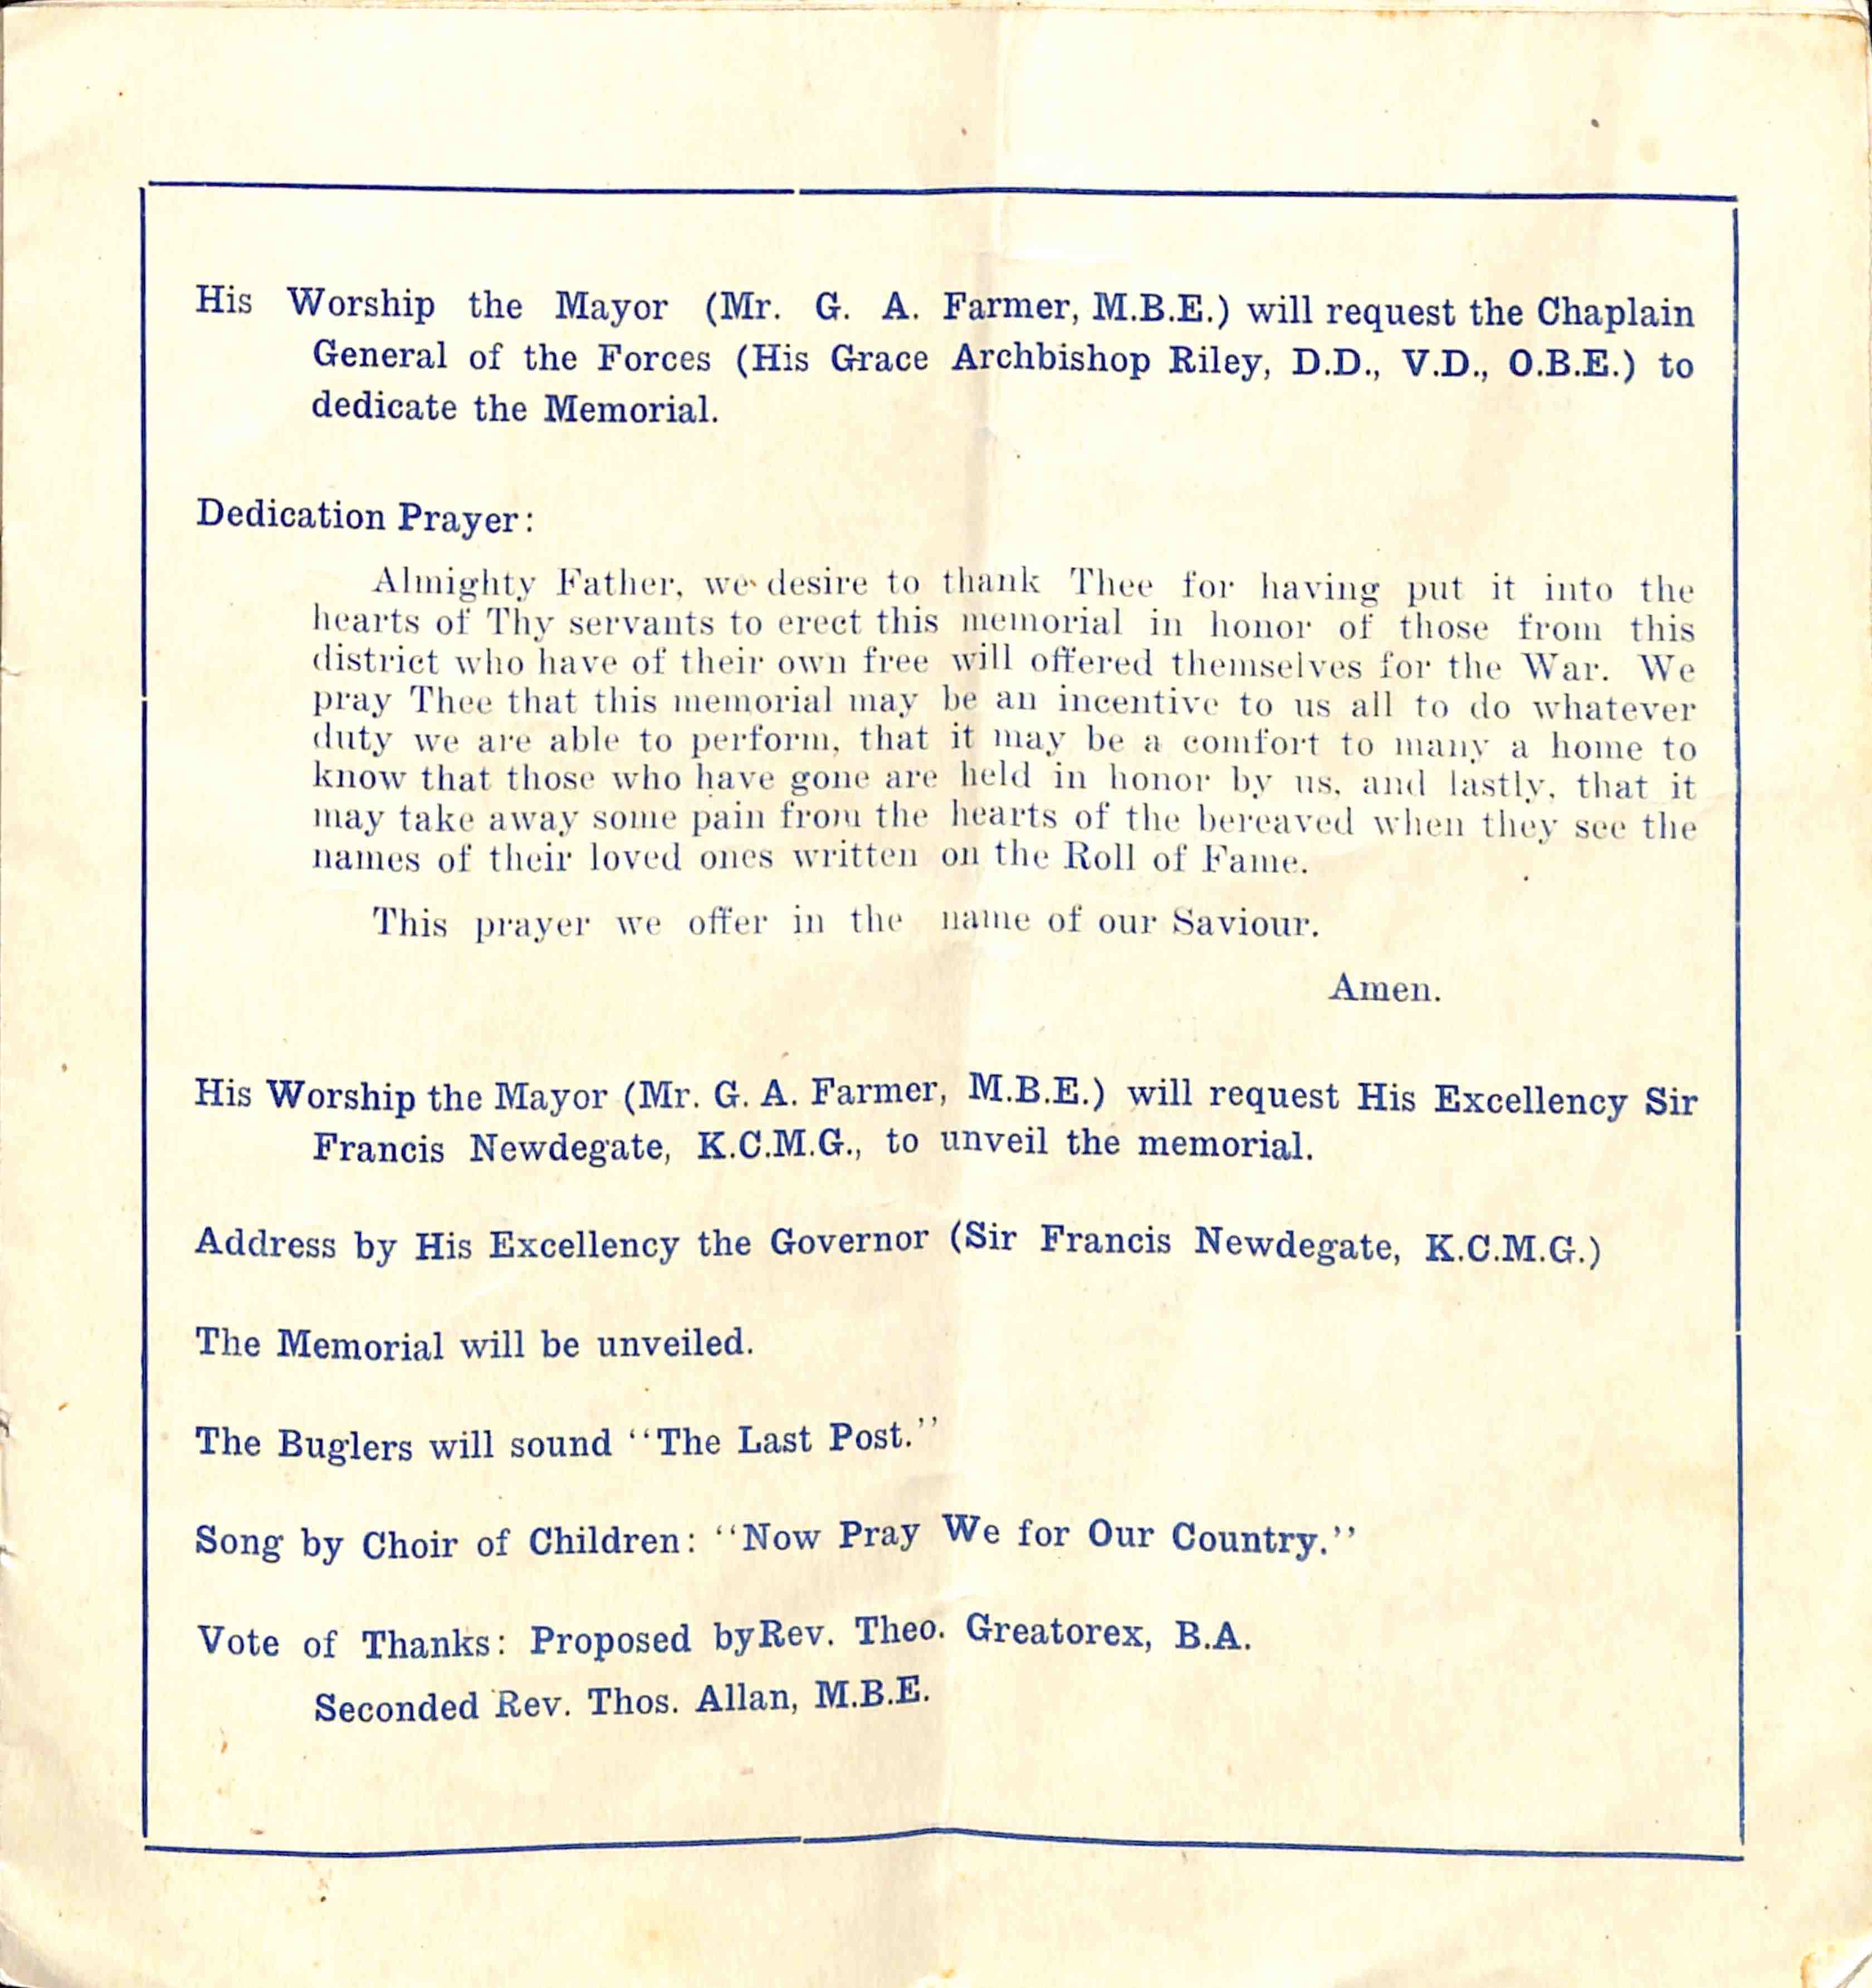 His Worship the Mayor (Mr. G. A. Farmer, M.B.E.) will request the Chaplain
General of the Forces (His Grace Archbishop Riley, D.D., V.D., O.B.E.) to
dedicate the Memorial.
Dedication Prayer:
Almighty Father, we desire to thank Thee for having put it into the
hearts of Thy servants to erect this memorial in honor of those from this
district who have of their own free will offered themselves for the War. We
pray Thee that this memorial may be an incentive to us all to do whatever
duty we are able to perform, that it may be a comfort to many a home to
know that those who have gone are held in honor by us, and lastly, that it
may take away some pain from the hearts of the bereaved when they see the
names of their loved ones written on the Roll of Fame.
This prayer we offer in the name of our Saviour.
Amen.
His Worship the Mayor (Mr. G. A. Farmer, M.B.E.) will request His Excellency Sir
Francis Newdegate, K.C.M.G., to unveil the memorial.
Address by His Excellency the Governor (Sir Francis Newdegate, K.C.M.G.)
The Memorial will be unveiled.
The Buglers will sound ‘‘The Last Post.’’
Song by Choir of Children: ‘‘Now Pray We for Our Country.’’
Vote of Thanks: Proposed byRev. Theo. Greatorex, B.A.
Seconded Rev. Thos. Allan, M.B.E.